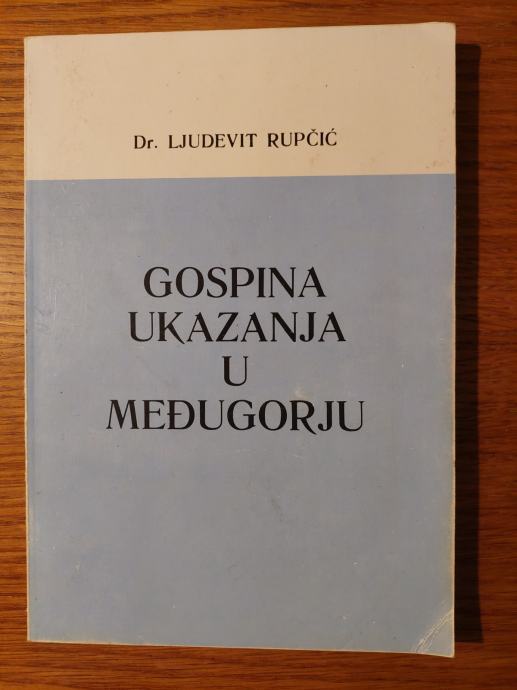 Dr. LJUDEVIT RUPČIĆ
GOSPINA
UKAZANJA
U
MEĐUGORJU